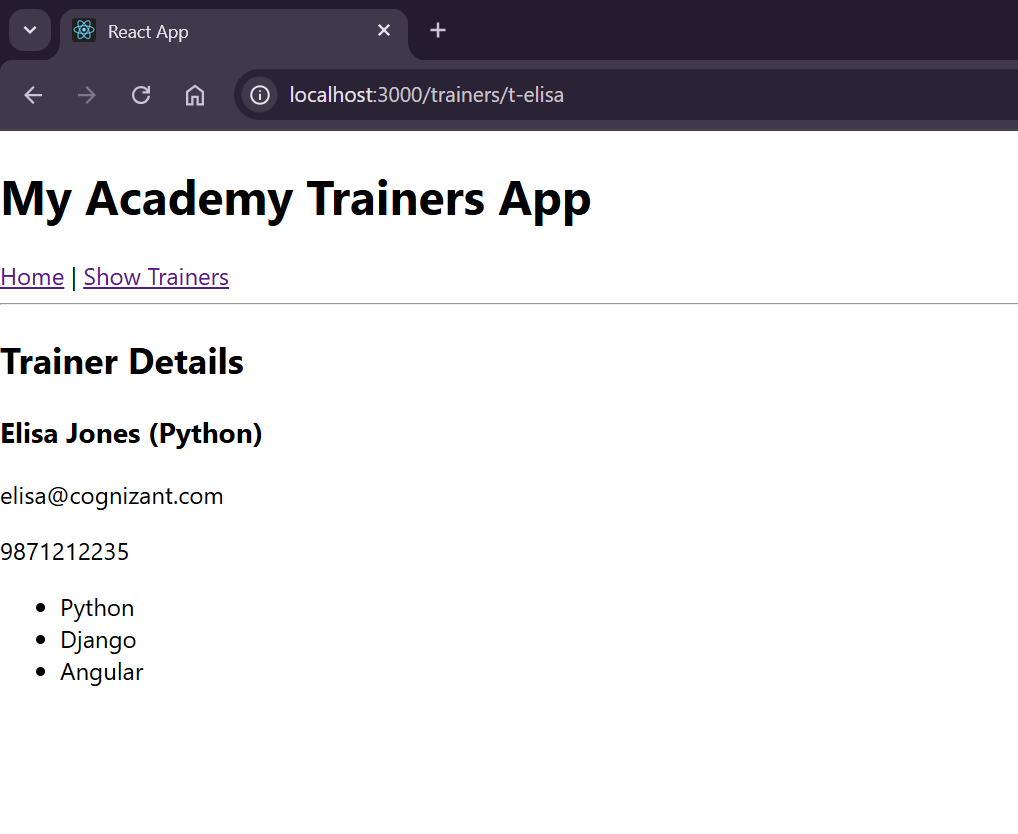 React App
localhost:3000/trainers/t-elisa
My Academy Trainers App
Home | Show Trainers
Trainer Details
Elisa Jones (Python)
elisa@cognizant.com
9871212235
Python
Django
Angular